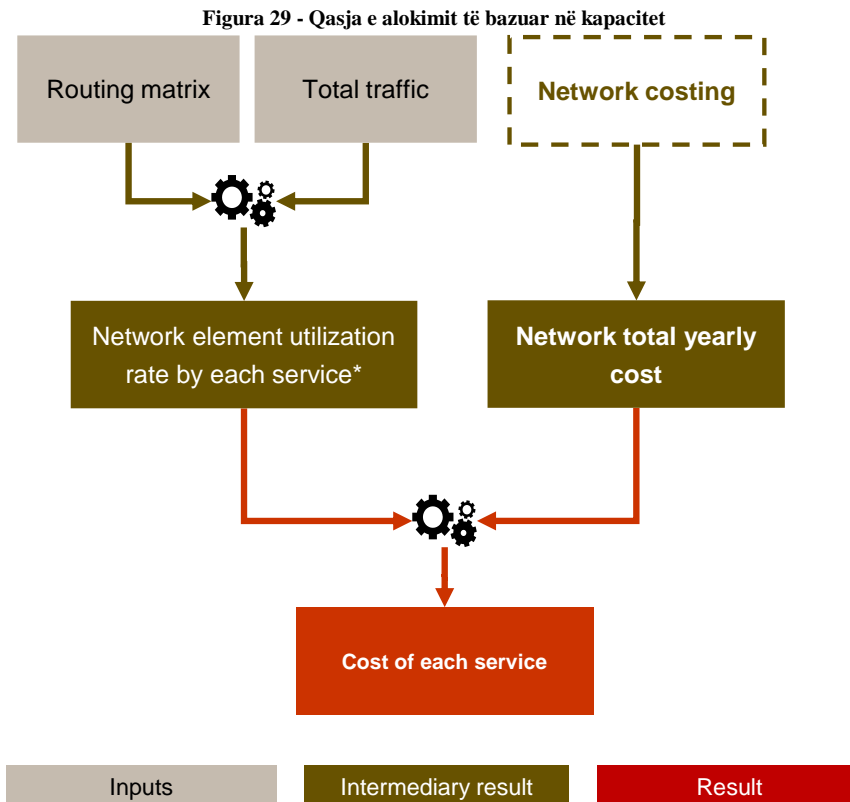 Figura 29 - Qasja e alokimit të bazuar në kapacitet
Routing matrix
Total traffic
Network costing
Network element utilization
rate by each service*
Network total yearly
cost
Cost of each service
Inputs
Intermediary result
Result